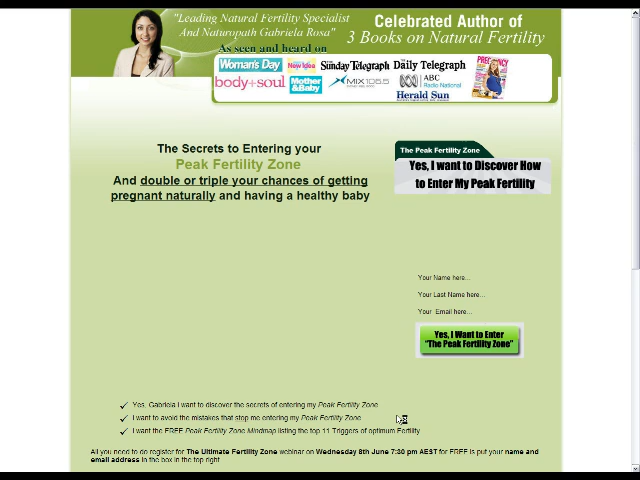 "Leading Natural Fertility Specialist
And Naturopath Gabriela Rosa"
Celebrated Author of
3 Books on Natural Fertility
As seen and heard on
Woman's Day
New Idea
Sunday Telegraph
Daily Telegraph
PREGNANCY
body+soul
Mother
&Baby
MIX106.5
ABC
Radio National
Herald Sun
The Secrets to Entering your
Peak Fertility Zone
And double or triple your chances of getting
pregnant naturally and having a healthy baby
The Peak Fertility Zone
Yes, I want to Discover How
to Enter My Peak Fertility
Your Name here...
Your Last Name here...
Your Email here...
Yes, I Want to Enter
"The Peak Fertility Zone"
Yes, Gabriela I want to discover the secrets of entering my Peak Fertility Zone
I want to avoid the mistakes that stop me entering my Peak Fertility Zone
I want the FREE Peak Fertility Zone Mindmap listing the top 11 Triggers of optimum Fertility
All you need to do register for The Ultimate Fertility Zone webinar on Wednesday 8th June 7:30 pm AEST for FREE is put your name and
email address in the box in the top right